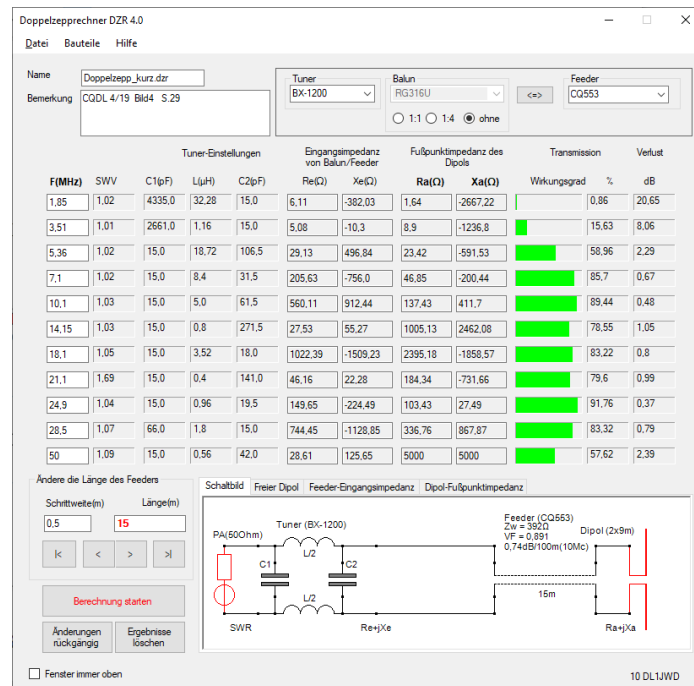 Doppelzepprechner DZR 4.0
Datei Bauteile Hilfe
Name Doppelzepp_kurz.dzr
Bemerkung CQDL 4/19 Bild4 S.29
Tuner Balun Feeder
BX-1200 RG316U <=> CQ553
1:1 1:4 ohne
Tuner-Einstellungen Eingangsimpedanz von Balun/Feeder Fußpunktimpedanz des Dipols Transmission Verlust
F(MHz) SWV C1(pF) L(µH) C2(pF) Re(Ω) Xe(Ω) Ra(Ω) Xa(Ω) Wirkungsgrad % dB
1,85 1,02 4335,0 32,28 15,0 6,11 -382,03 1,64 -2667,22 0,86 20,65
3,51 1,01 2661,0 1,16 15,0 5,08 -10,3 8,9 -1236,8 15,63 8,06
5,36 1,02 15,0 18,72 106,5 29,13 496,84 23,42 -591,53 58,96 2,29
7,1 1,02 15,0 8,4 31,5 205,63 -756,0 46,85 -200,44 85,7 0,67
10,1 1,03 15,0 5,0 61,5 560,11 912,44 137,43 411,7 89,44 0,48
14,15 1,03 15,0 0,8 271,5 27,53 55,27 1005,13 2462,08 78,55 1,05
18,1 1,05 15,0 3,52 18,0 1022,39 -1509,23 2395,18 -1858,57 83,22 0,8
21,1 1,69 15,0 0,4 141,0 46,16 22,28 184,34 -731,66 79,6 0,99
24,9 1,04 15,0 0,96 19,5 149,65 -224,49 103,43 27,49 91,76 0,37
28,5 1,07 66,0 1,8 15,0 744,45 -1128,85 336,76 867,87 83,32 0,79
50 1,09 15,0 0,56 42,0 28,61 125,65 5000 5000 57,62 2,39
Ändere die Länge des Feeders
Schrittweite(m) Länge(m)
0,5 15
|< < > >|
Berechnung starten
Änderungen rückgängig
Ergebnisse löschen
Fenster immer oben
Schaltbild Freier Dipol Feeder-Eingangsimpedanz Dipol-Fußpunktimpedanz
PA(50Ohm)
Tuner (BX-1200)
L/2
C1
C2
L/2
Feeder (CQ553)
Zw = 392Ω
VF = 0,891
0,74dB/100m(10Mc)
Dipol (2x9m)
15m
SWR Re+jXe Ra+jXa
10 DL1JWD